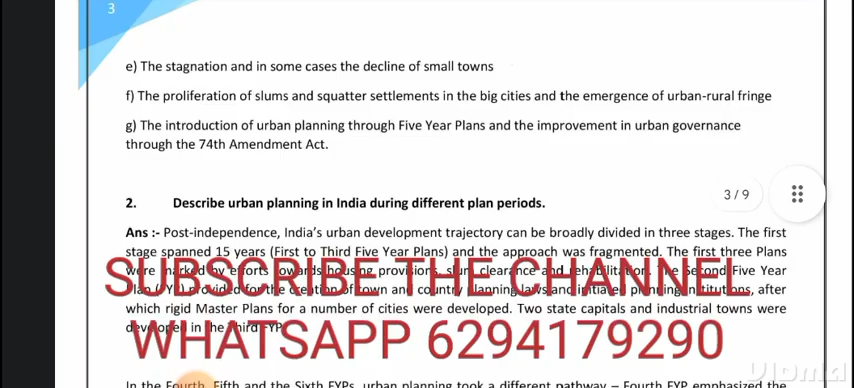 3
e) The stagnation and in some cases the decline of small towns
f) The proliferation of slums and squatter settlements in the big cities and the emergence of urban-rural fringe
g) The introduction of urban planning through Five Year Plans and the improvement in urban governance
through the 74th Amendment Act.
3 / 9
2. Describe urban planning in India during different plan periods.
Ans :- Post-independence, India's urban development trajectory can be broadly divided in three stages. The first
stage spanned 15 years (First to Third Five Year Plans) and the approach was fragmented. The first three Plans
were marked by efforts towards housing provisions, slum clearance and rehabilitation. The Second Five Year
Plan (FYP) provided for the creation of town and country planning laws and initiated planning institutions, after
SUBSCRIBE THE CHANNEL
which rigid Master Plans for a number of cities were developed. Two state capitals and industrial towns were
developed in the Third FYP.
WHATSAPP 6294179290
In the Fourth, Fifth and the Sixth FYPs, urban planning took a different pathway – Fourth FYP emphasized the